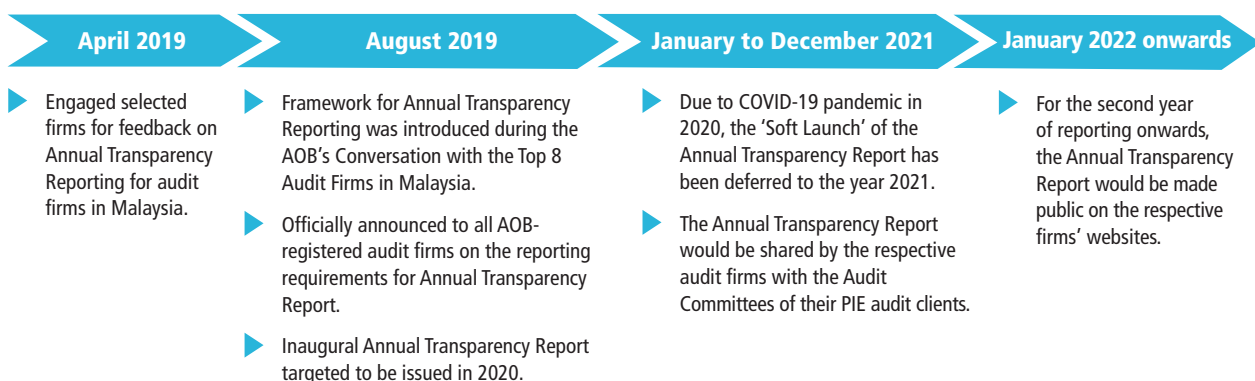 April 2019
Engaged selected
firms for feedback on
Annual Transparency
Reporting for audit
firms in Malaysia.
August 2019
Framework for Annual Transparency
Reporting was introduced during the
AOB's Conversation with the Top 8
Audit Firms in Malaysia.
Officially announced to all AOB-
registered audit firms on the reporting
requirements for Annual Transparency
Report.
Inaugural Annual Transparency Report
targeted to be issued in 2020.
January to December 2021
Due to COVID-19 pandemic in
2020, the ‘Soft Launch’ of the
Annual Transparency Report has
been deferred to the year 2021.
The Annual Transparency Report
would be shared by the respective
audit firms with the Audit
Committees of their PIE audit clients.
January 2022 onwards
For the second year
of reporting onwards,
the Annual Transparency
Report would be made
public on the respective
firms’ websites.